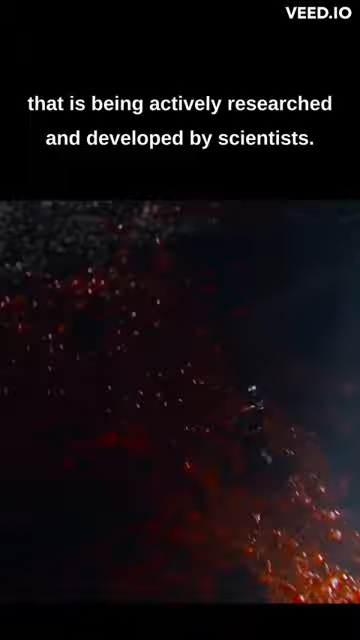 VEED.IO
that is being actively researched
and developed by scientists.